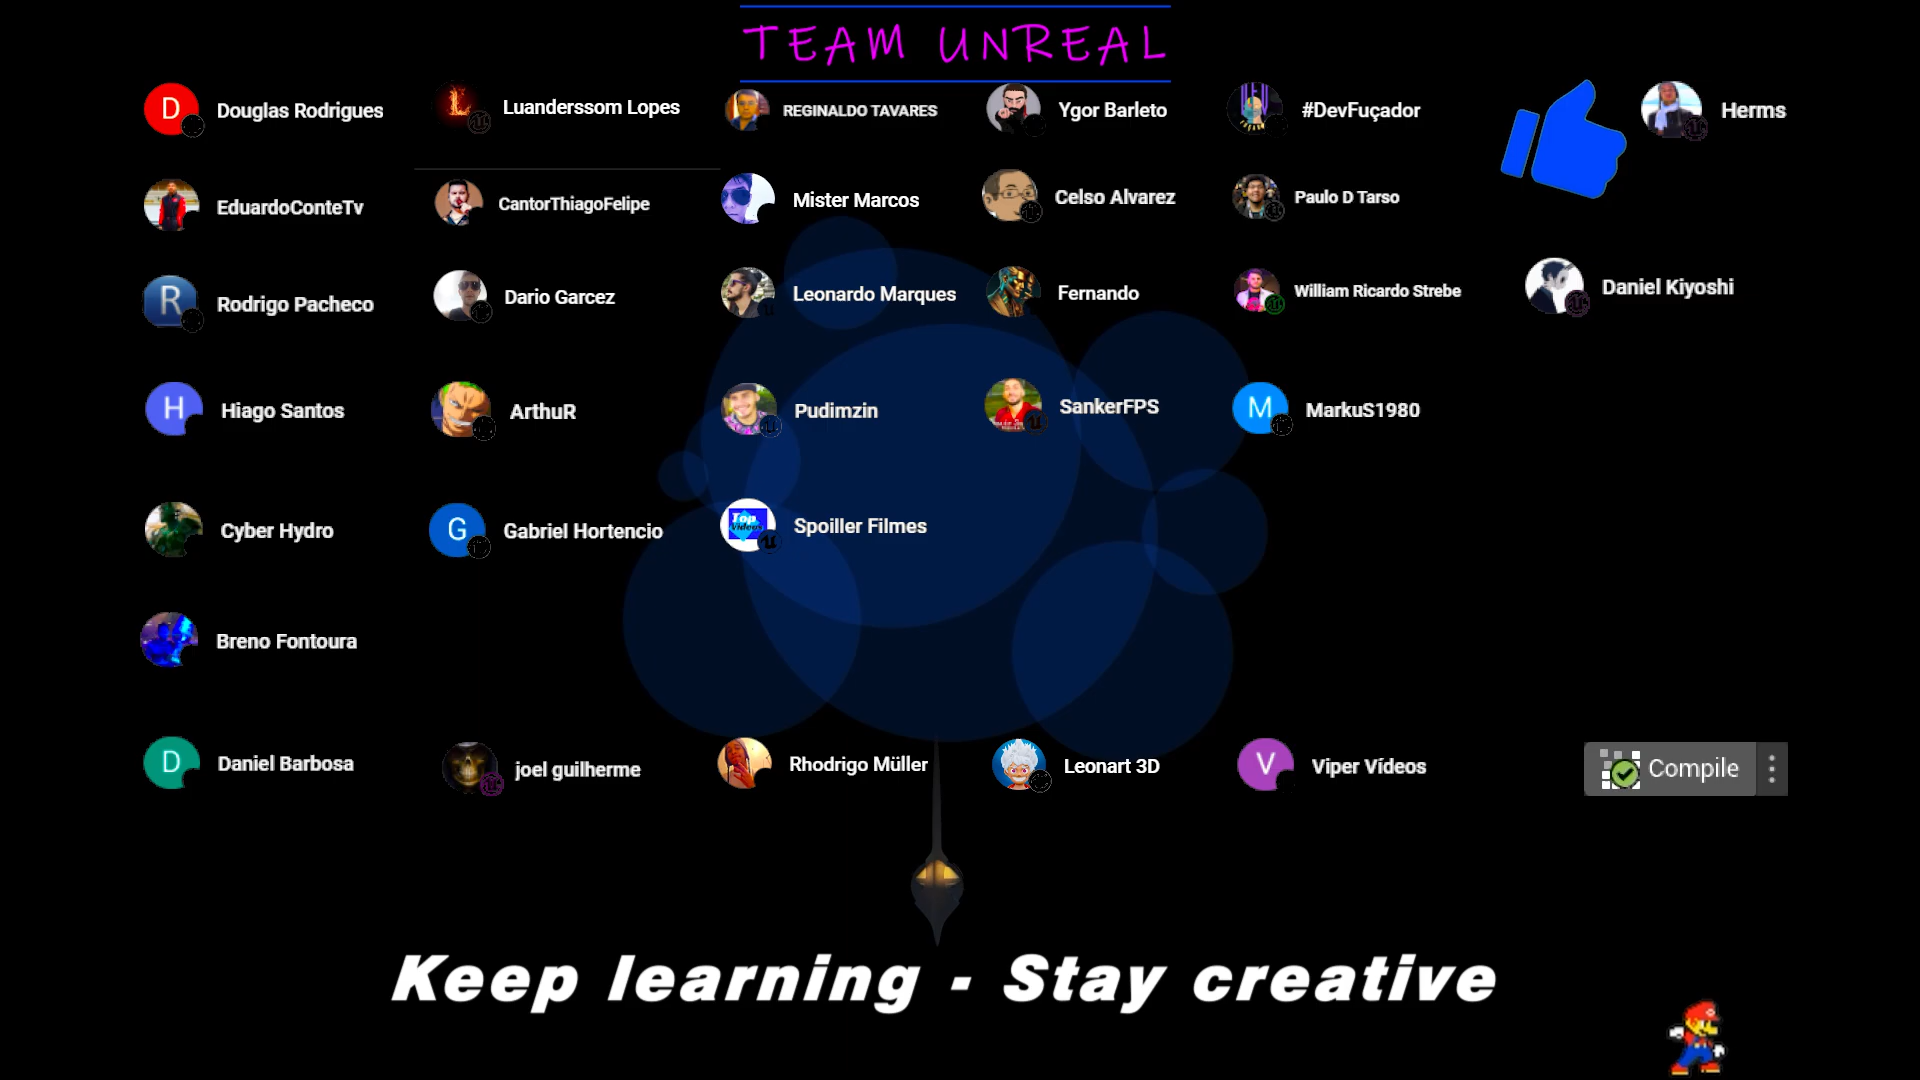 TEAM UNREAL
D Douglas Rodrigues
L Luanderssom Lopes
REGINALDO TAVARES
Ygor Barleto
#DevFuçador
Herms
EduardoConteTv
CantorThiagoFelipe
Mister Marcos
Celso Alvarez
Paulo D Tarso
R Rodrigo Pacheco
Dario Garcez
Leonardo Marques
Fernando
William Ricardo Strebe
Daniel Kiyoshi
H Hiago Santos
ArthuR
Pudimzin
SankerFPS
M MarkuS1980
Cyber Hydro
G Gabriel Hortencio
Top
Videos
Spoiller Filmes
Breno Fontoura
D Daniel Barbosa
joel guilherme
Rhodrigo Müller
Leonart 3D
V Viper Vídeos
Compile
Keep learning - Stay creative